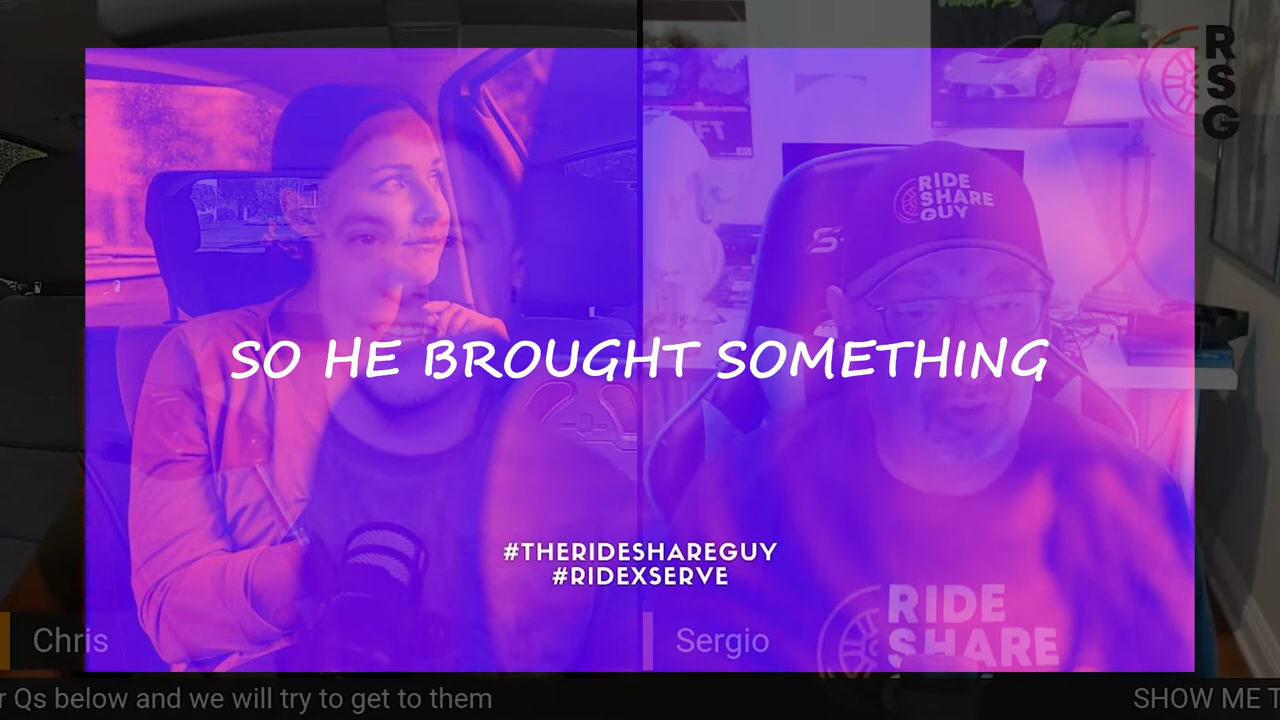 R
S
G
FT
RIDE
SHARE
GUY
SO HE BROUGHT SOMETHING
#THERIDESHAREGUY
#RIDEXSERVE
RIDE
SHARE
Chris
Sergio
r Qs below and we will try to get to them
SHOW ME T